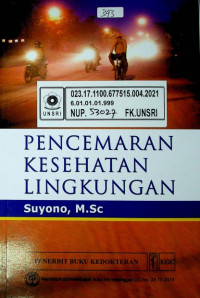 393
023.17.1100.677515.004.2021
6.01.01.01.999
UNSRI
NUP. 53027 FK.UNSRI
PENCEMARAN
KESEHATAN
LINGKUNGAN
Suyono, M.Sc
PENERBIT BUKU KEDOKTERAN
EGC